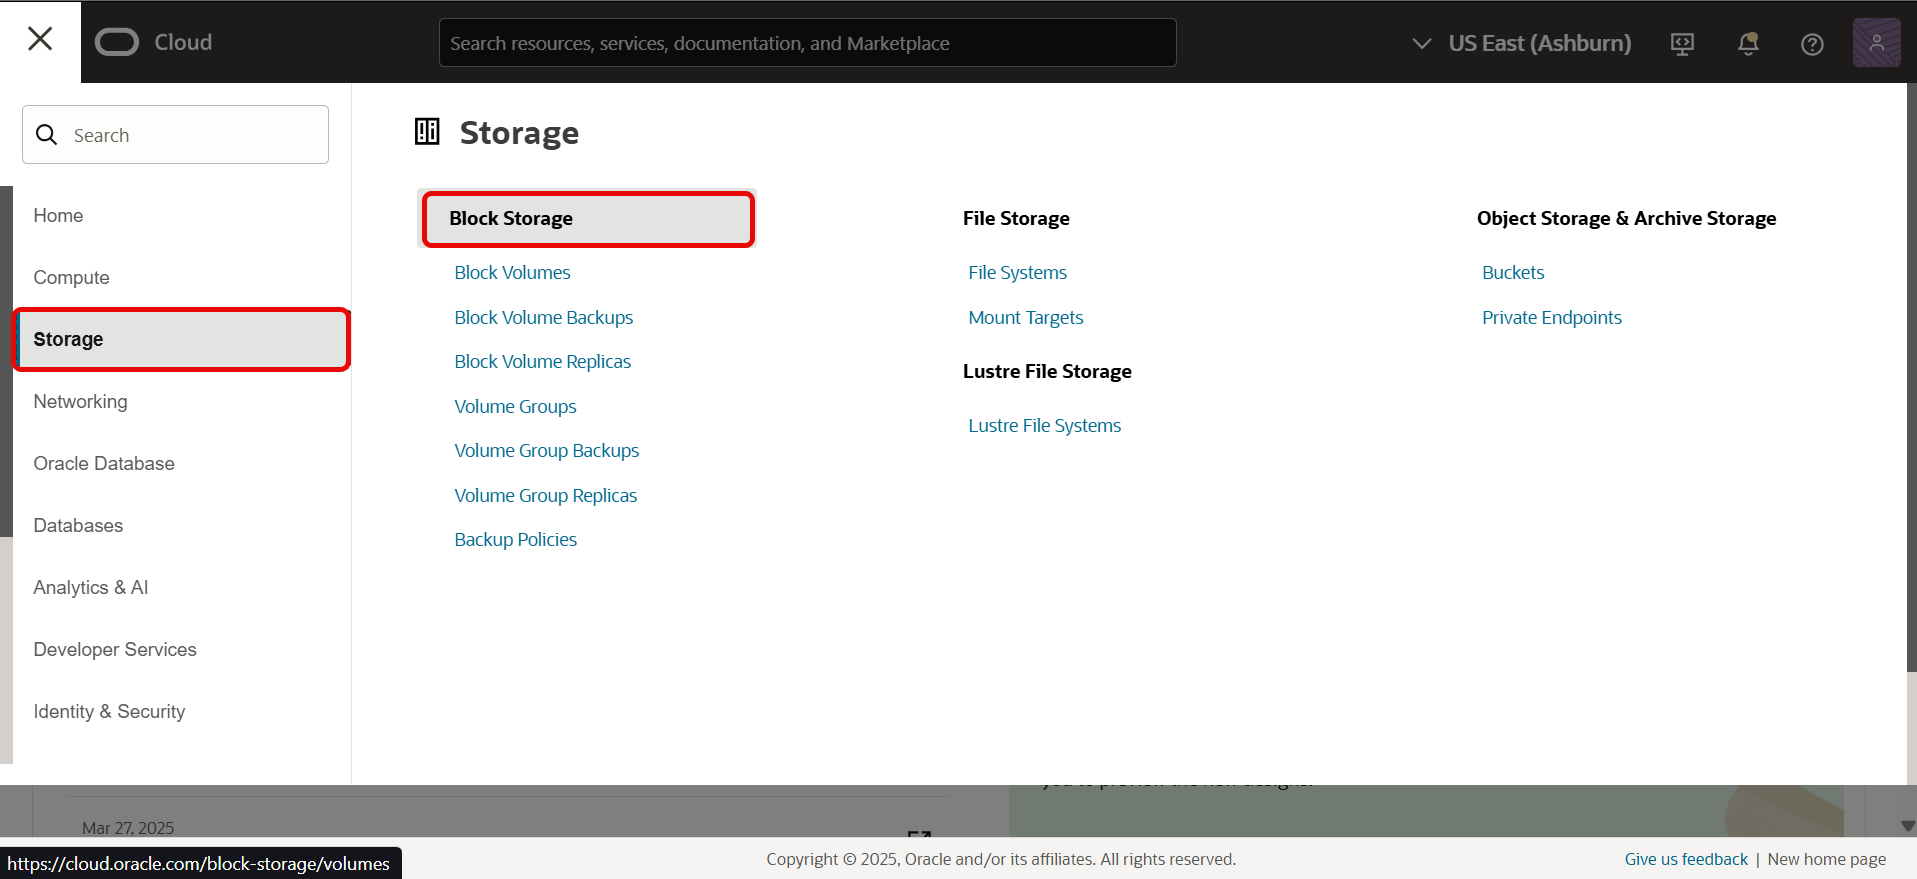 Cloud
Search resources, services, documentation, and Marketplace
US East (Ashburn)
Search
Home
Compute
Storage
Networking
Oracle Database
Databases
Analytics & AI
Developer Services
Identity & Security
Storage
Block Storage
Block Volumes
Block Volume Backups
Block Volume Replicas
Volume Groups
Volume Group Backups
Volume Group Replicas
Backup Policies
File Storage
File Systems
Mount Targets
Lustre File Storage
Lustre File Systems
Object Storage & Archive Storage
Buckets
Private Endpoints
Mar 27, 2025
https://cloud.oracle.com/block-storage/volumes
Copyright © 2025, Oracle and/or its affiliates. All rights reserved.
Give us feedback | New home page